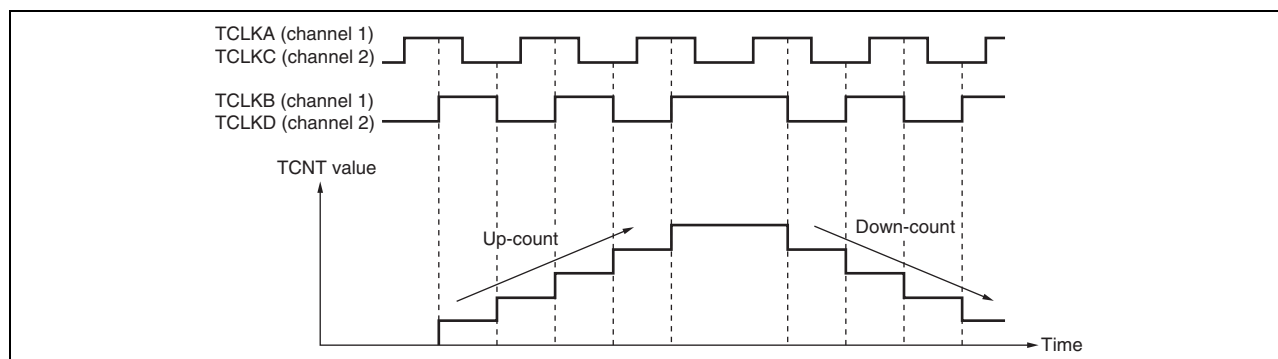 TCLKA (channel 1)
TCLKC (channel 2)
TCLKB (channel 1)
TCLKD (channel 2)
TCNT value
Up-count
Down-count
Time